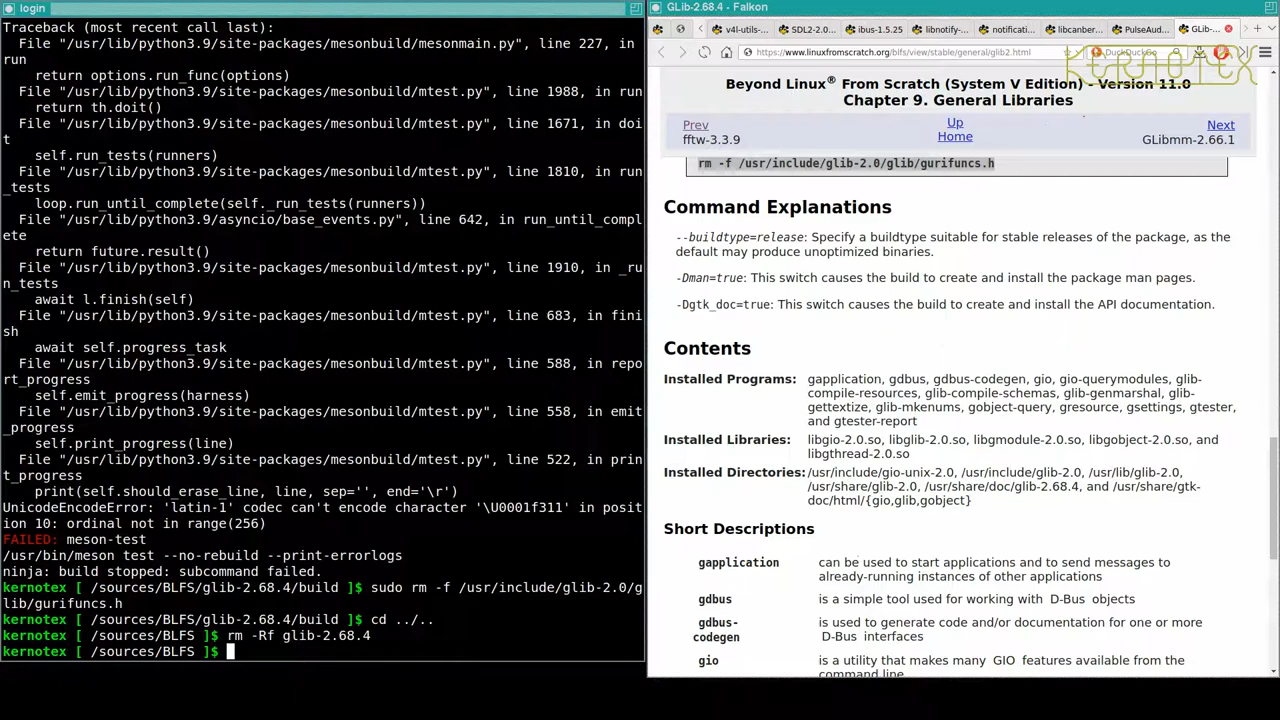 login
Traceback (most recent call last):
File "/usr/lib/python3.9/site-packages/mesonbuild/mesonmain.py", line 227, in
run
return options.run_func(options)
File "/usr/lib/python3.9/site-packages/mesonbuild/mtest.py", line 1988, in run
return th.doit()
File "/usr/lib/python3.9/site-packages/mesonbuild/mtest.py", line 1671, in doi
t
self.run_tests(runners)
File "/usr/lib/python3.9/site-packages/mesonbuild/mtest.py", line 1810, in run
_tests
loop.run_until_complete(self._run_tests(runners))
File "/usr/lib/python3.9/asyncio/base_events.py", line 642, in run_until_compl
ete
return future.result()
File "/usr/lib/python3.9/site-packages/mesonbuild/mtest.py", line 1910, in _ru
n_tests
await l.finish(self)
File "/usr/lib/python3.9/site-packages/mesonbuild/mtest.py", line 683, in fini
sh
await self.progress_task
File "/usr/lib/python3.9/site-packages/mesonbuild/mtest.py", line 588, in repo
rt_progress
self.emit_progress(harness)
File "/usr/lib/python3.9/site-packages/mesonbuild/mtest.py", line 558, in emit
_progress
self.print_progress(line)
File "/usr/lib/python3.9/site-packages/mesonbuild/mtest.py", line 522, in prin
t_progress
print(self.should_erase_line, line, sep='', end='\r')
UnicodeEncodeError: 'latin-1' codec can't encode character '\U0001f311' in posit
ion 10: ordinal not in range(256)
FAILED: meson-test
/usr/bin/meson test --no-rebuild --print-errorlogs
ninja: build stopped: subcommand failed.
kernotex [ /sources/BLFS/glib-2.68.4/build ]$ sudo rm -f /usr/include/glib-2.0/g
lib/gurifuncs.h
kernotex [ /sources/BLFS/glib-2.68.4/build ]$ cd ../..
kernotex [ /sources/BLFS ]$ rm -Rf glib-2.68.4
kernotex [ /sources/BLFS ]$
GLib-2.68.4 - Falkon
v4l-utils-... SDL2-2.0... ibus-1.5.25 libnotify-... notificati... libcanber... PulseAud... GLib-...
https://www.linuxfromscratch.org/blfs/view/stable/general/glib2.html
DuckDuckGo
KERNOTEX
Beyond Linux® From Scratch (System V Edition) - Version 11.0
Chapter 9. General Libraries
Prev Up Next
fftw-3.3.9 Home GLibmm-2.66.1
rm -f /usr/include/glib-2.0/glib/gurifuncs.h
Command Explanations
--buildtype=release: Specify a buildtype suitable for stable releases of the package, as the
default may produce unoptimized binaries.
-Dman=true: This switch causes the build to create and install the package man pages.
-Dgtk_doc=true: This switch causes the build to create and install the API documentation.
Contents
Installed Programs: gapplication, gdbus, gdbus-codegen, gio, gio-querymodules, glib-
compile-resources, glib-compile-schemas, glib-genmarshal, glib-
gettextize, glib-mkenums, gobject-query, gresource, gsettings, gtester,
and gtester-report
Installed Libraries: libgio-2.0.so, libglib-2.0.so, libgmodule-2.0.so, libgobject-2.0.so, and
libgthread-2.0.so
Installed Directories: /usr/include/gio-unix-2.0, /usr/include/glib-2.0, /usr/lib/glib-2.0,
/usr/share/glib-2.0, /usr/share/doc/glib-2.68.4, and /usr/share/gtk-
doc/html/{gio,glib,gobject}
Short Descriptions
gapplication can be used to start applications and to send messages to
already-running instances of other applications
gdbus is a simple tool used for working with D-Bus objects
gdbus- is used to generate code and/or documentation for one or more
codegen D-Bus interfaces
gio is a utility that makes many GIO features available from the
command line